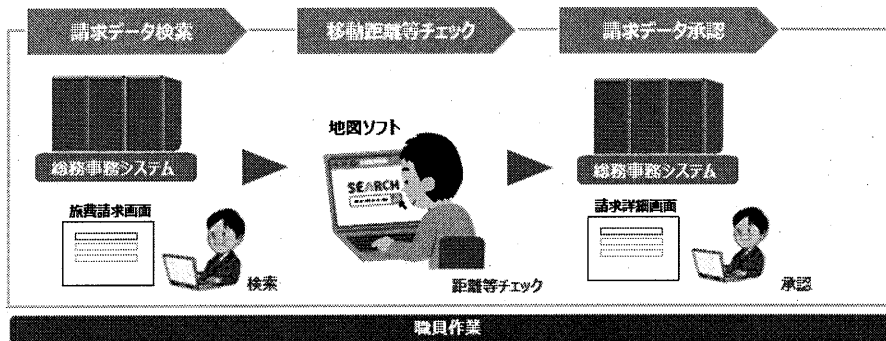 請求データ検索
移動距離等チェック
請求データ承認
地図ソフト
SEARCH
総務事務システム
総務事務システム
旅費請求画面
請求詳細画面
検索
距離等チェック
承認
職員作業